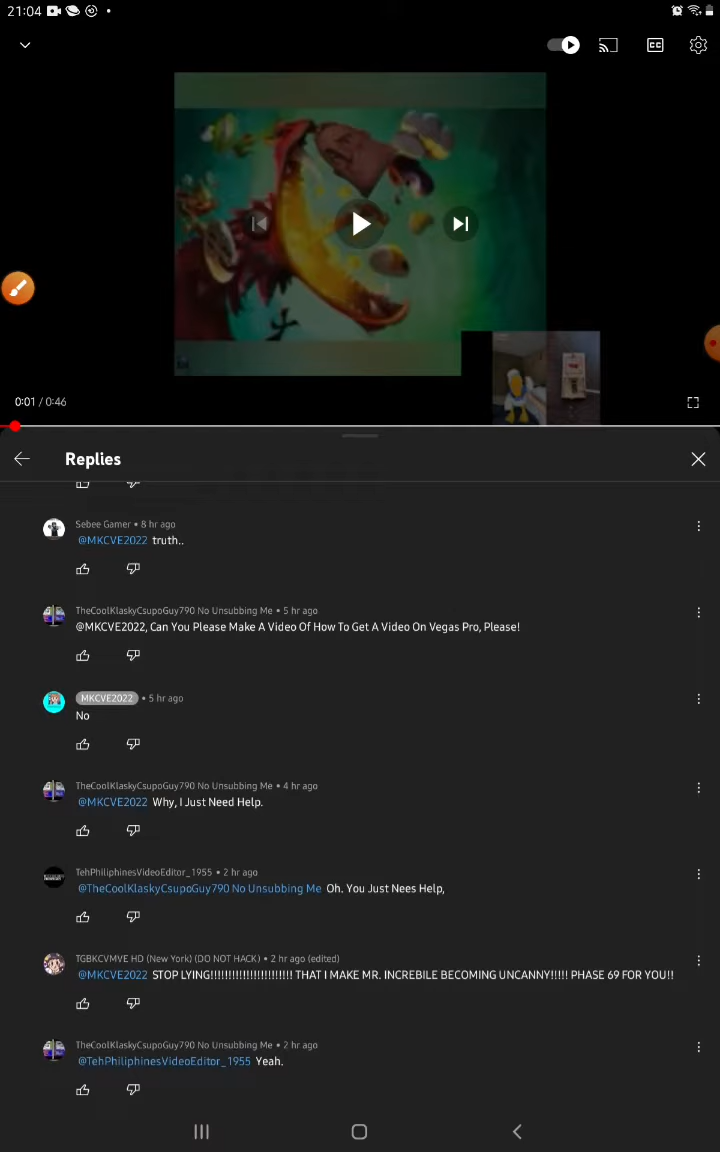 21:04
CC
0:01 / 0:46
Replies
Sebee Gamer • 8 hr ago
@MKCVE2022 truth..
TheCoolKlaskyCsupoGuy790 No Unsubbing Me • 5 hr ago
@MKCVE2022, Can You Please Make A Video Of How To Get A Video On Vegas Pro, Please!
MKCVE2022 • 5 hr ago
No
TheCoolKlaskyCsupoGuy790 No Unsubbing Me • 4 hr ago
@MKCVE2022 Why, I Just Need Help.
TehPhiliphinesVideoEditor_1955 • 2 hr ago
@TheCoolKlaskyCsupoGuy790 No Unsubbing Me Oh. You Just Nees Help,
TGBKCVMVE HD (New York) (DO NOT HACK) • 2 hr ago (edited)
@MKCVE2022 STOP LYING!!!!!!!!!!!!!!!!!!!!!!! THAT I MAKE MR. INCREBILE BECOMING UNCANNY!!!!! PHASE 69 FOR YOU!!
TheCoolKlaskyCsupoGuy790 No Unsubbing Me • 2 hr ago
@TehPhiliphinesVideoEditor_1955 Yeah.